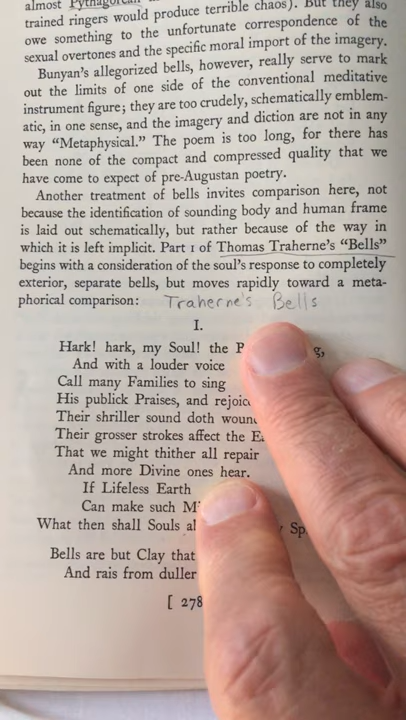 almost Pythagorean
trained ringers would produce terrible chaos). But they also
owe something to the unfortunate correspondence of the
sexual overtones and the specific moral import of the imagery.
Bunyan's allegorized bells, however, really serve to mark
out the limits of one side of the conventional meditative
instrument figure; they are too crudely, schematically emblem-
atic, in one sense, and the imagery and diction are not in any
way "Metaphysical." The poem is too long, for there has
been none of the compact and compressed quality that we
have come to expect of pre-Augustan poetry.
Another treatment of bells invites comparison here, not
because the identification of sounding body and human frame
is laid out schematically, but rather because of the way in
which it is left implicit. Part 1 of Thomas Traherne's "Bells"
begins with a consideration of the soul's response to completely
exterior, separate bells, but moves rapidly toward a meta-
phorical comparison: Traherne's Bells
I.
Hark! hark, my Soul! the
And with a louder voice
Call many Families to sing
His publick Praises, and
Their shriller sound doth
Their grosser strokes affect the
That we might thither all repair
And more Divine ones hear.
If Lifeless Earth
Can make such
What then shall Souls
Bells are but Clay that
And rais from duller
[ 278